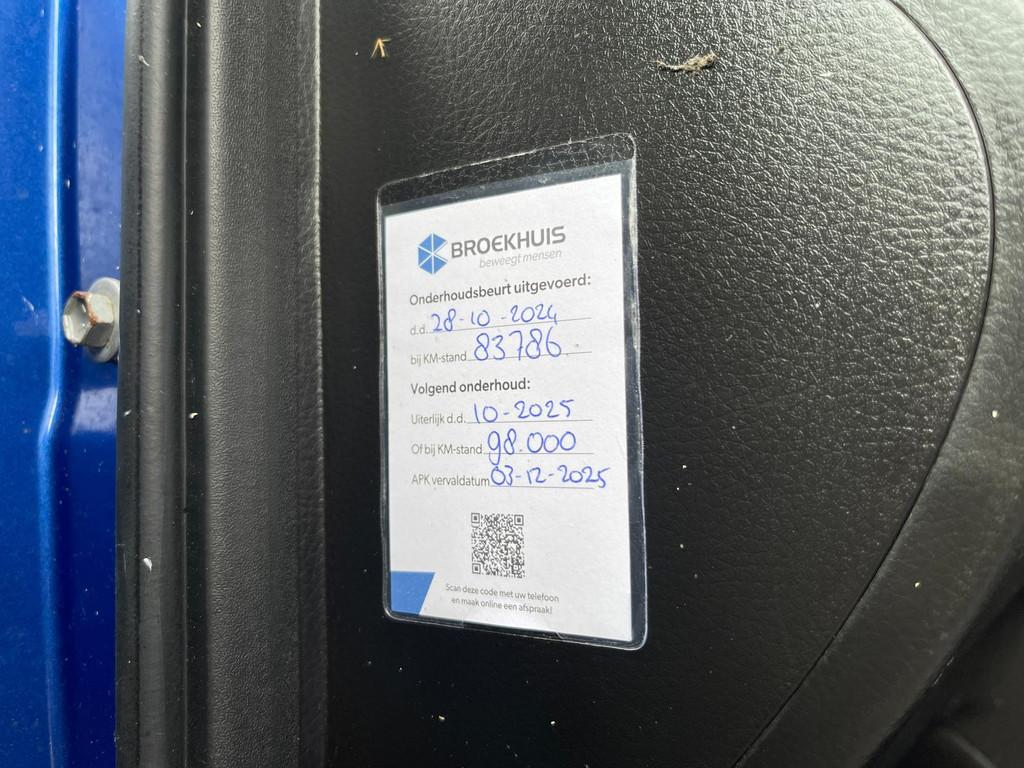 BROEKHUIS
beweegt mensen
Onderhoudsbeurt uitgevoerd:
d.d. 28-10-2024
bij KM-stand 83786
Volgend onderhoud:
Uiterlijk d.d. 10-2025
Of bij KM-stand 98.000
APK vervaldatum 03-12-2025
Scan deze code met uw telefoon
en maak online een afspraak!